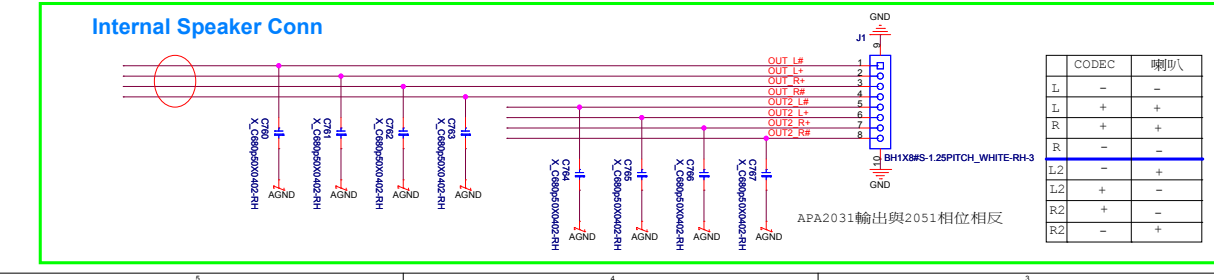 Internal Speaker Conn
GND
J1
9
OUT_L#
1
OUT_L+
2
OUT_R+
3
OUT_R#
4
OUT2_L#
5
OUT2_L+
6
OUT2_R+
7
OUT2_R#
8
10
BH1X8#S-1.25PITCH_WHITE-RH-3
GND
C760
X_C680p50X0402-RH
C761
X_C680p50X0402-RH
C762
X_C680p50X0402-RH
C763
X_C680p50X0402-RH
AGND
AGND
AGND
AGND
C764
X_C680p50X0402-RH
C765
X_C680p50X0402-RH
C766
X_C680p50X0402-RH
C767
X_C680p50X0402-RH
AGND
AGND
AGND
AGND
APA2031輸出與2051相位相反
CODEC 喇叭
L - -
L + +
R + +
R - -
L2 - +
L2 + -
R2 + -
R2 - +
5 4 3